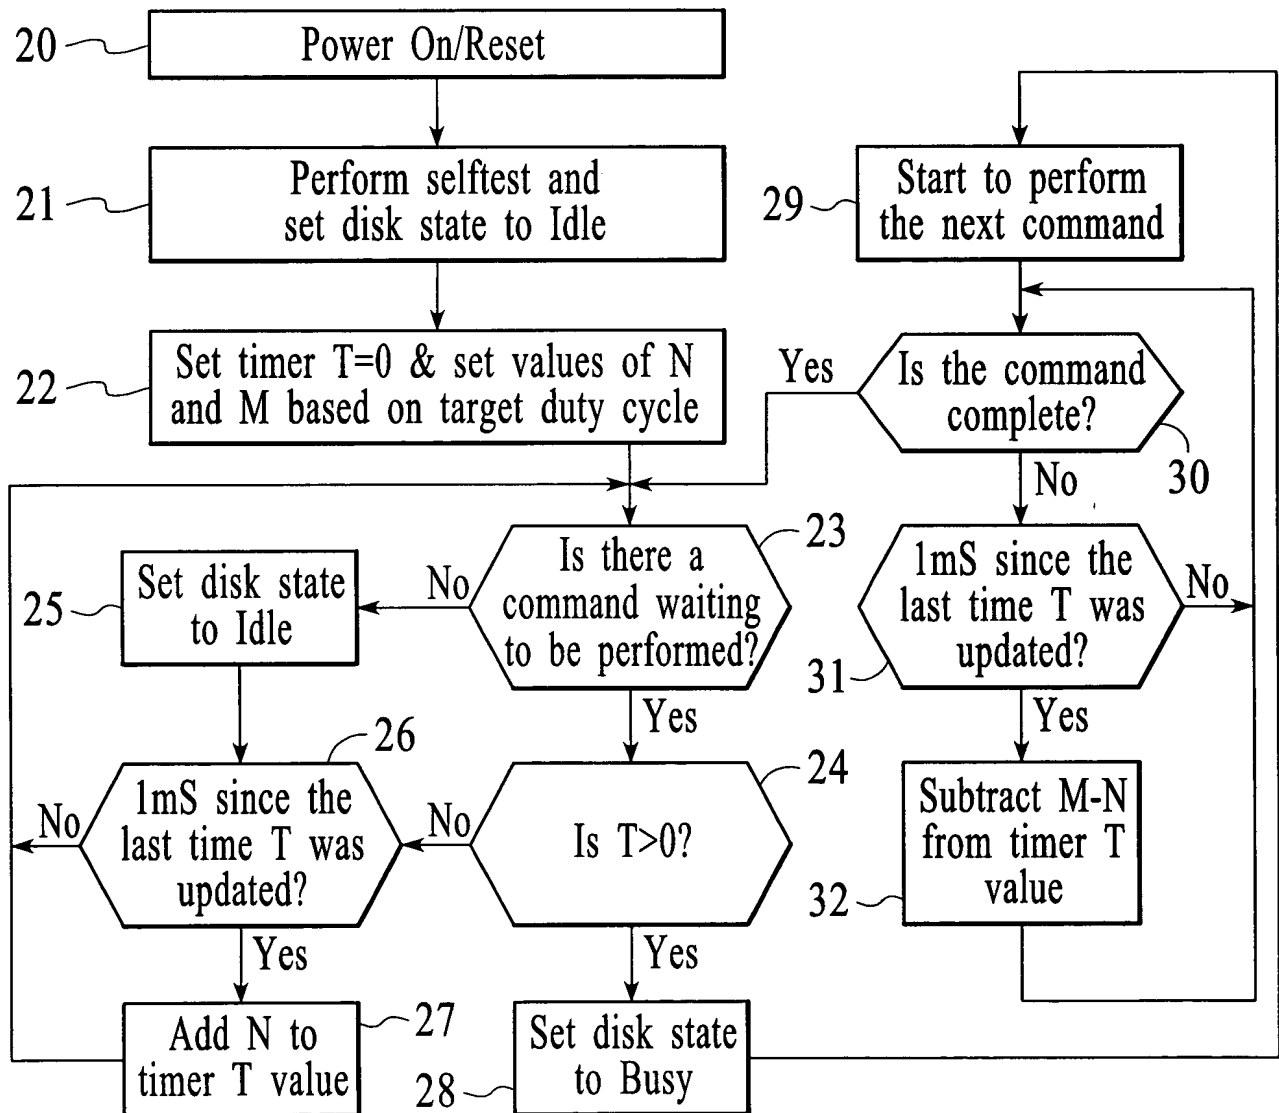 20
Power On/Reset
21
Perform selftest and
set disk state to Idle
22
Set timer T=0 & set values of N
and M based on target duty cycle
23
Is there a
command waiting
to be performed?
No
Yes
25
Set disk state
to Idle
26
1mS since the
last time T was
updated?
No
Yes
24
Is T>0?
No
Yes
27
Add N to
timer T value
28
Set disk state
to Busy
29
Start to perform
the next command
Yes
Is the command
complete?
30
No
1mS since the
last time T was
updated?
No
31
Yes
Subtract M-N
from timer T
value
32